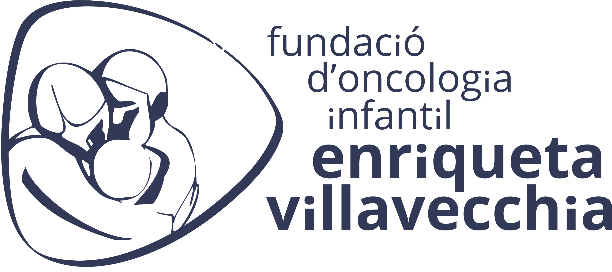 fundació
d'oncologia
infantil
enriqueta
villavecchia